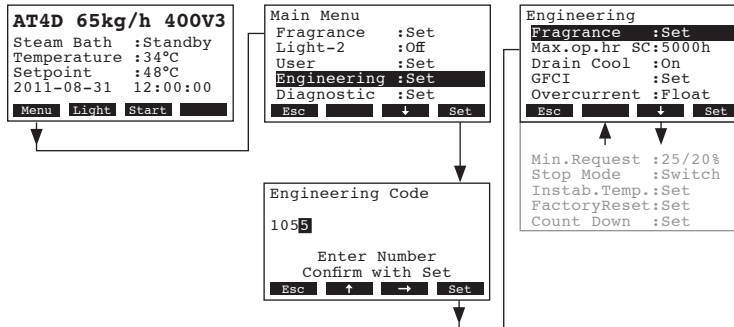 AT4D 65kg/h 400V3
Steam Bath :Standby
Temperature :34°C
Setpoint :48°C
2011-08-31 12:00:00
Menu Light Start
Main Menu
Fragrance :Set
Light-2 :Off
User :Set
Engineering :Set
Diagnostic :Set
Esc ↓ Set
Engineering Code
1055
Enter Number
Confirm with Set
Esc ↑ → Set
Engineering
Fragrance :Set
Max.op.hr SC:5000h
Drain Cool :On
GFCI :Set
Overcurrent :Float
Esc ↓ Set
Min.Request :25/20%
Stop Mode :Switch
Instab.Temp.:Set
FactoryReset:Set
Count Down :Set